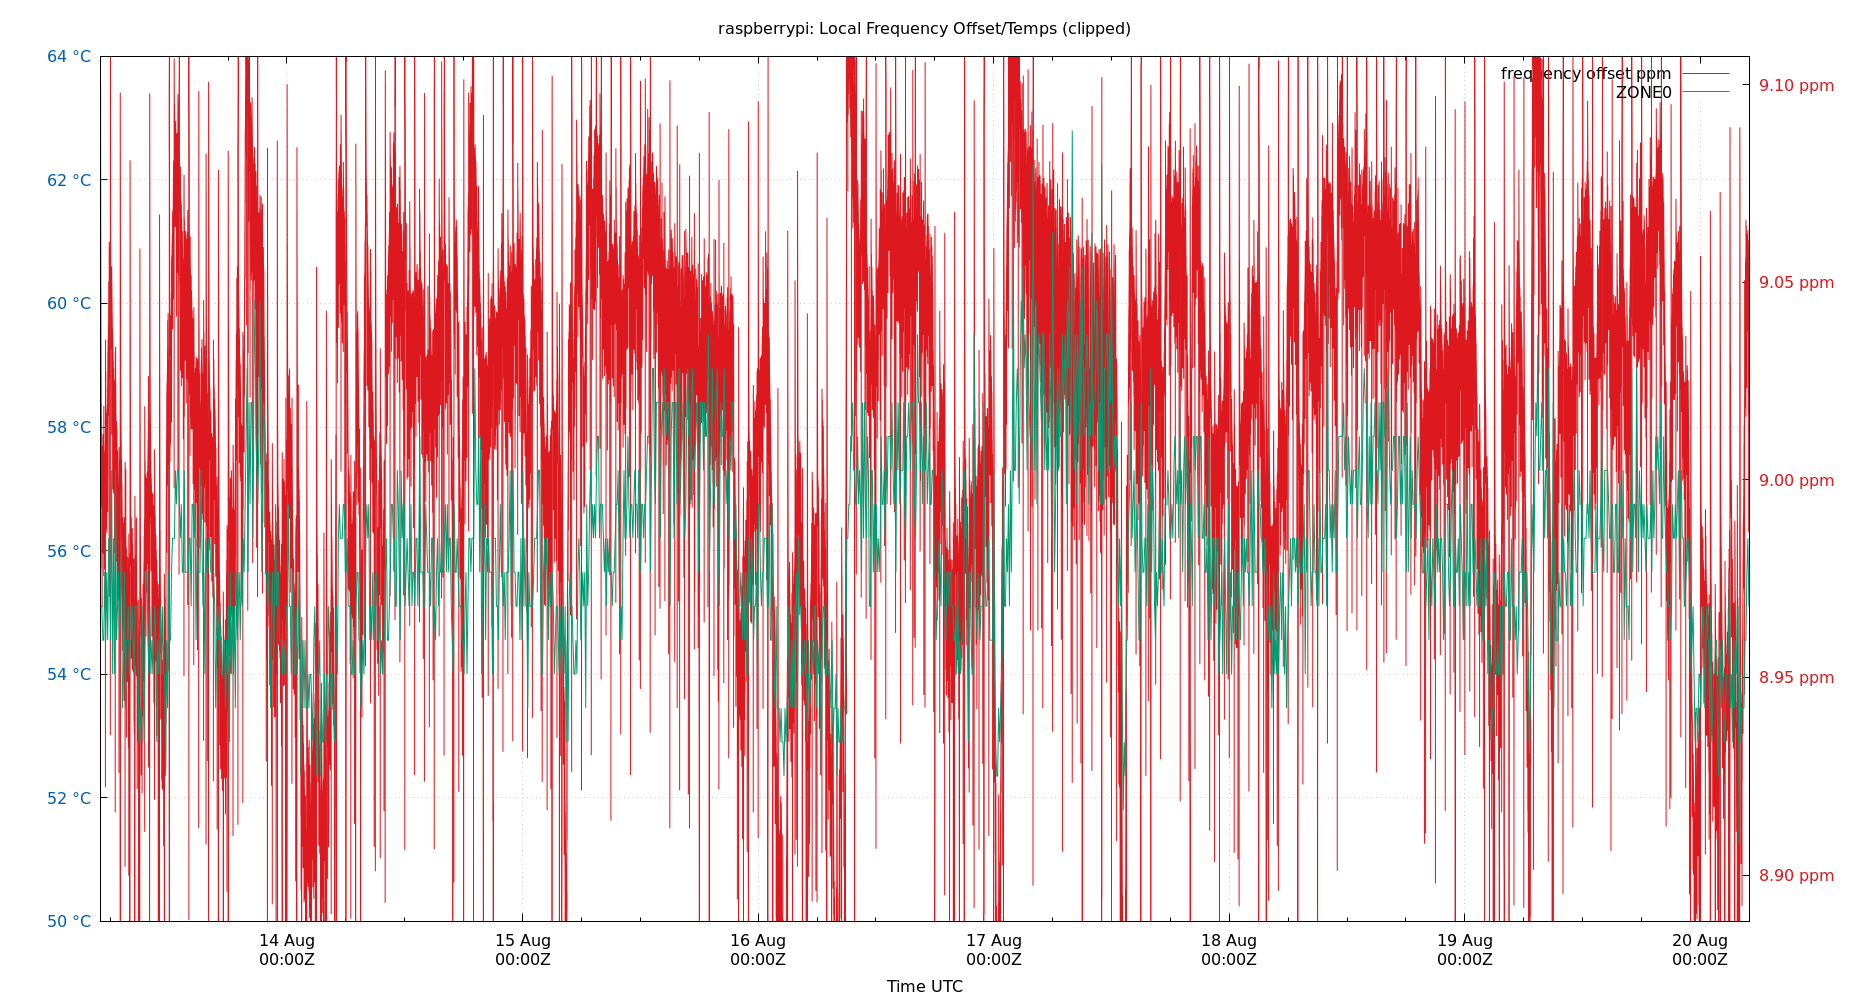 raspberrypi: Local Frequency Offset/Temps (clipped)
64 °C
62 °C
60 °C
58 °C
56 °C
54 °C
52 °C
50 °C
frequency offset ppm
ZONE0
9.10 ppm
9.05 ppm
9.00 ppm
8.95 ppm
8.90 ppm
14 Aug
00:00Z
15 Aug
00:00Z
16 Aug
00:00Z
17 Aug
00:00Z
18 Aug
00:00Z
19 Aug
00:00Z
20 Aug
00:00Z
Time UTC